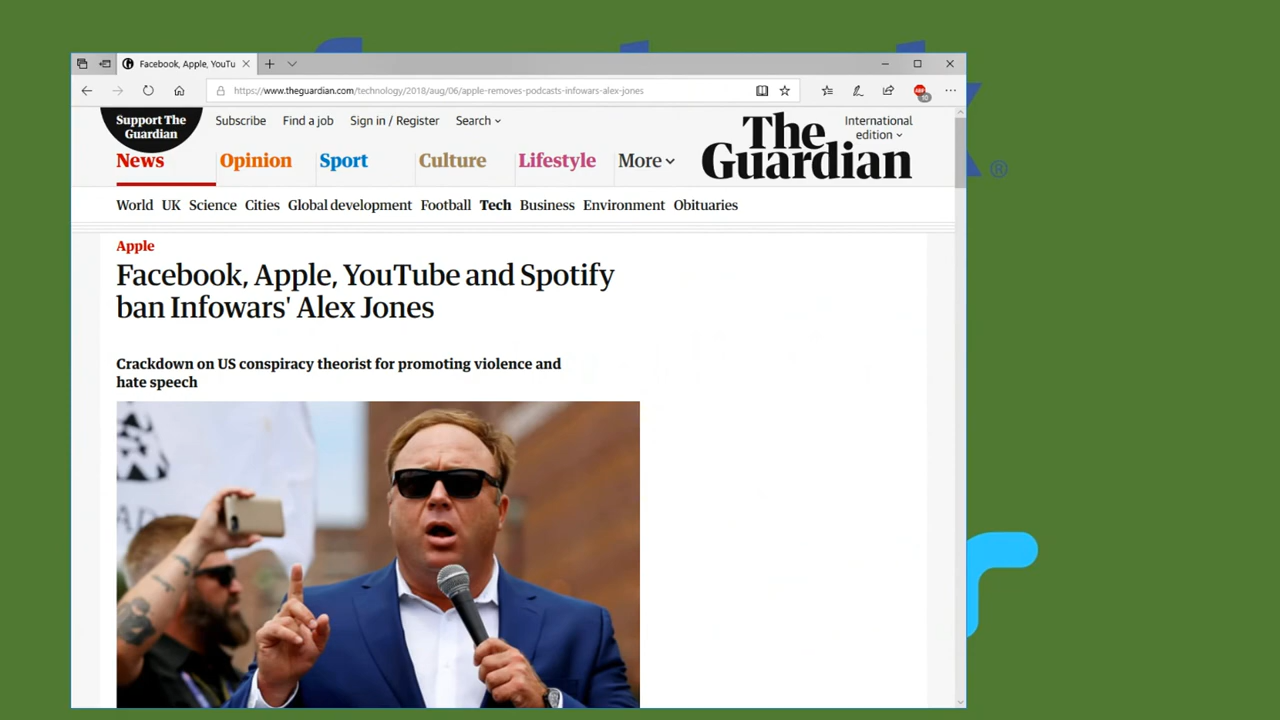 Facebook, Apple, YouTu
https://www.theguardian.com/technology/2018/aug/06/apple-removes-podcasts-infowars-alex-jones
Support The
Guardian
Subscribe Find a job Sign in / Register Search
International
edition
The
Guardian
News Opinion Sport Culture Lifestyle More
World UK Science Cities Global development Football Tech Business Environment Obituaries
Apple
Facebook, Apple, YouTube and Spotify
ban Infowars' Alex Jones
Crackdown on US conspiracy theorist for promoting violence and
hate speech